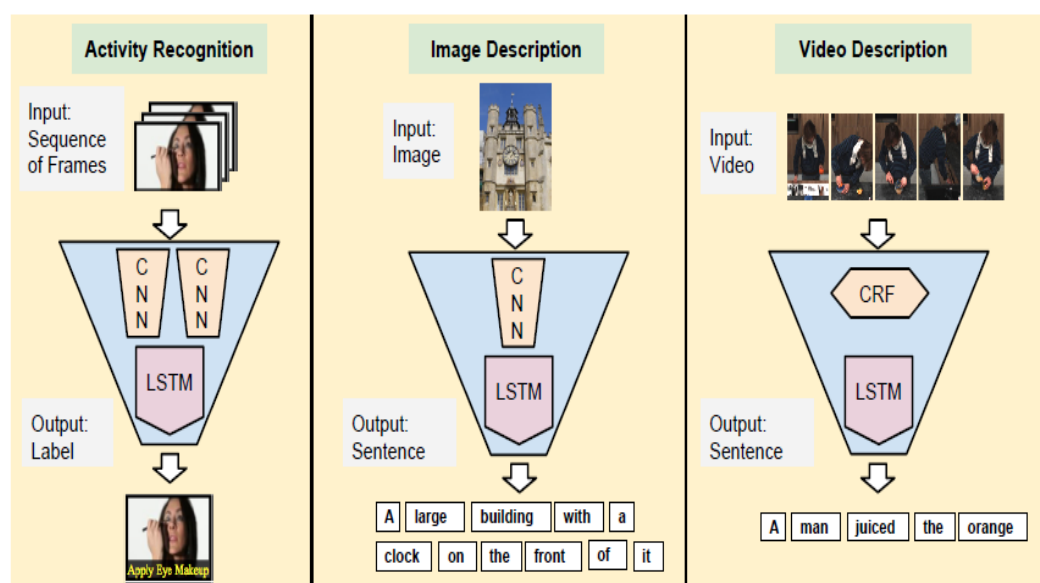 Activity Recognition
Input:
Sequence
of Frames
C
N
N
C
N
N
LSTM
Output:
Label
Apply Eye Makeup
Image Description
Input:
Image
C
N
N
LSTM
Output:
Sentence
A large building with a
clock on the front of it
Video Description
Input:
Video
CRF
LSTM
Output:
Sentence
A man juiced the orange